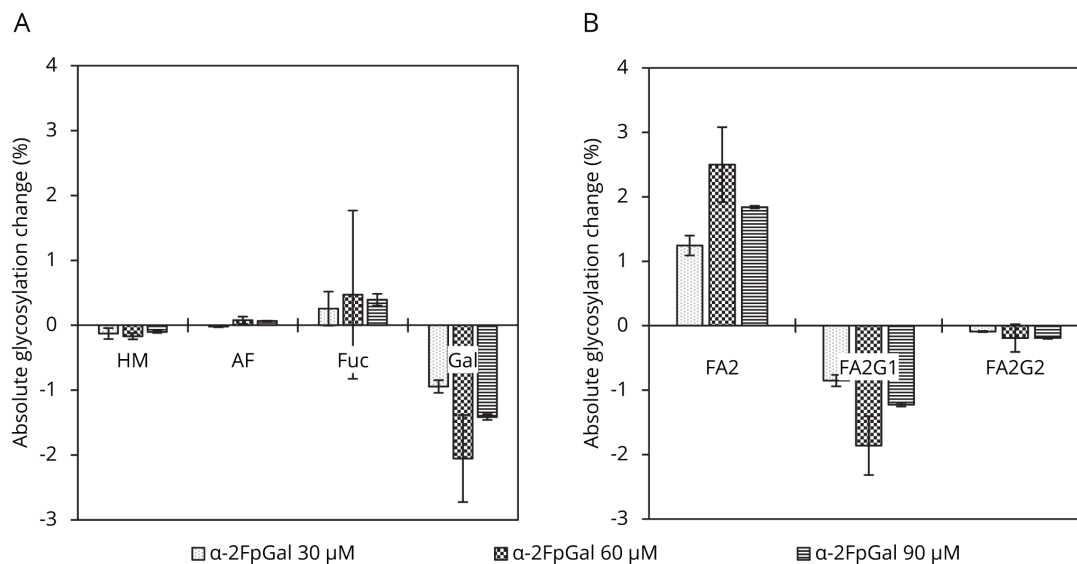 A
B
Absolute glycosylation change (%)
4
3
2
1
0
-1
-2
-3
HM
AF
Fuc
Gal
Absolute glycosylation change (%)
4
3
2
1
0
-1
-2
-3
FA2
FA2G1
FA2G2
α-2FpGal 30 µM
α-2FpGal 60 µM
α-2FpGal 90 µM